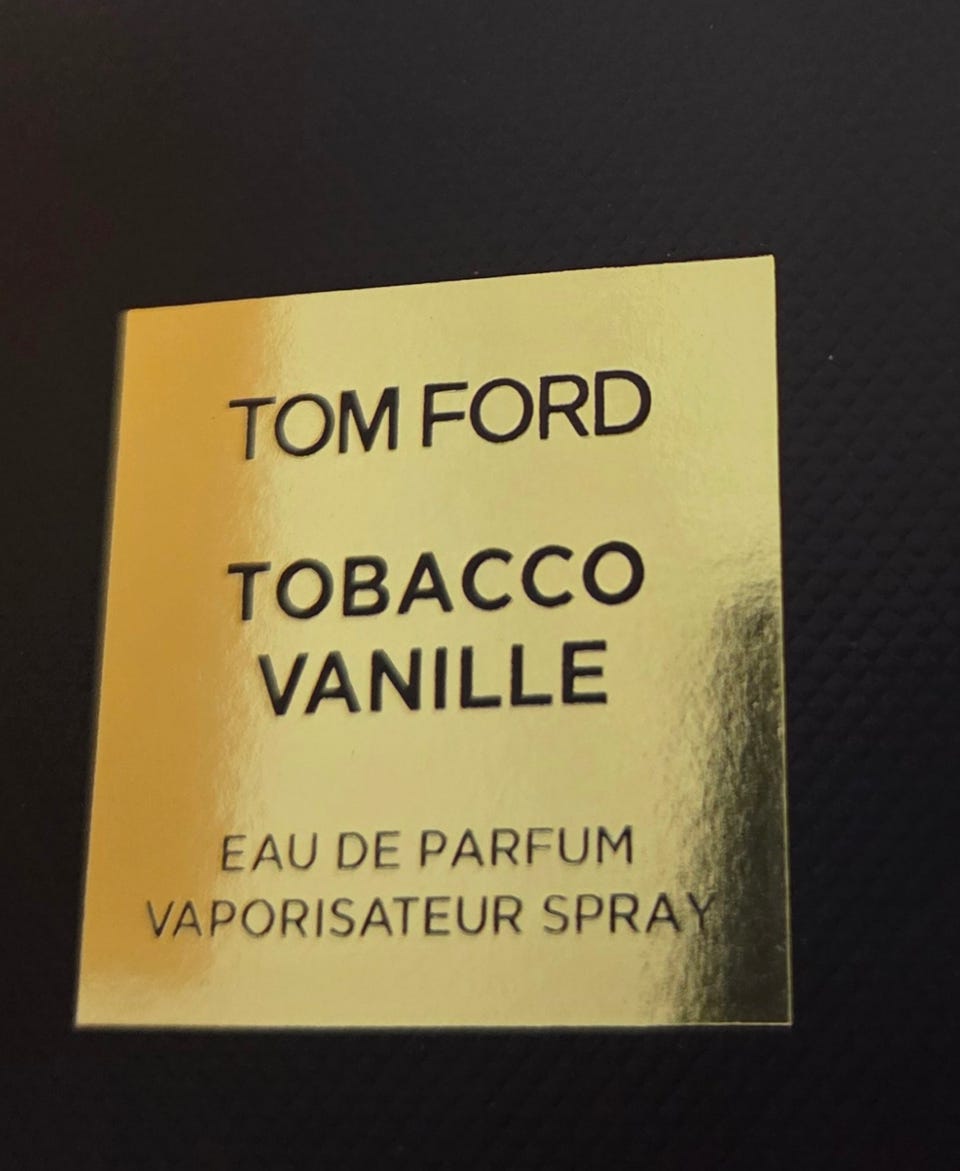 TOM FORD
TOBACCO
VANILLE
EAU DE PARFUM
VAPORISATEUR SPRAY